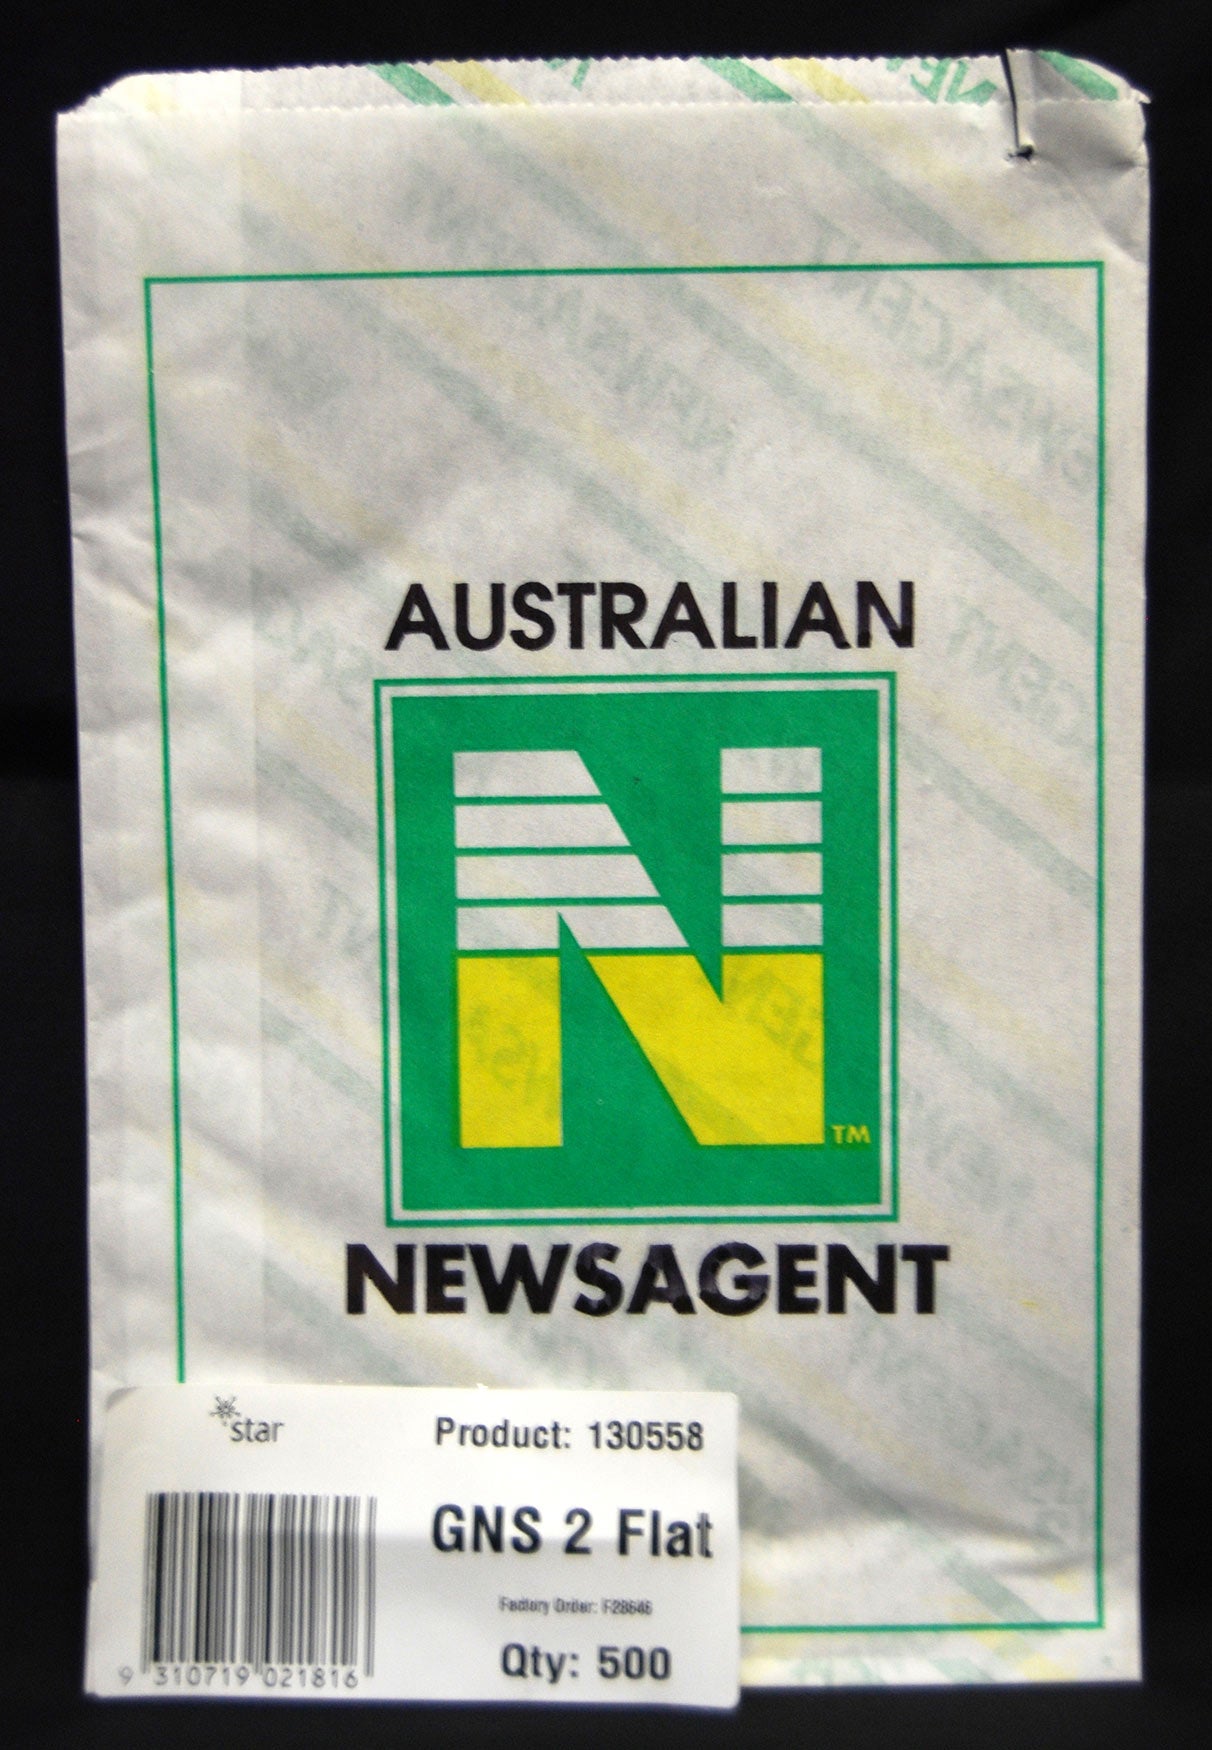 AUSTRALIAN
N
TM
NEWSAGENT
star
Product: 130558
GNS 2 Flat
Factory Order: F28646
Qty: 500
9 310719 021816